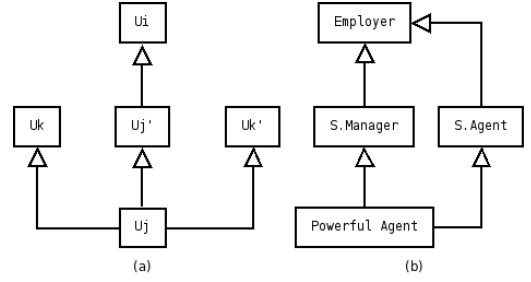 Ui
Employer
Uk
Uj'
Uk'
S.Manager
S.Agent
Uj
Powerful Agent
(a)
(b)